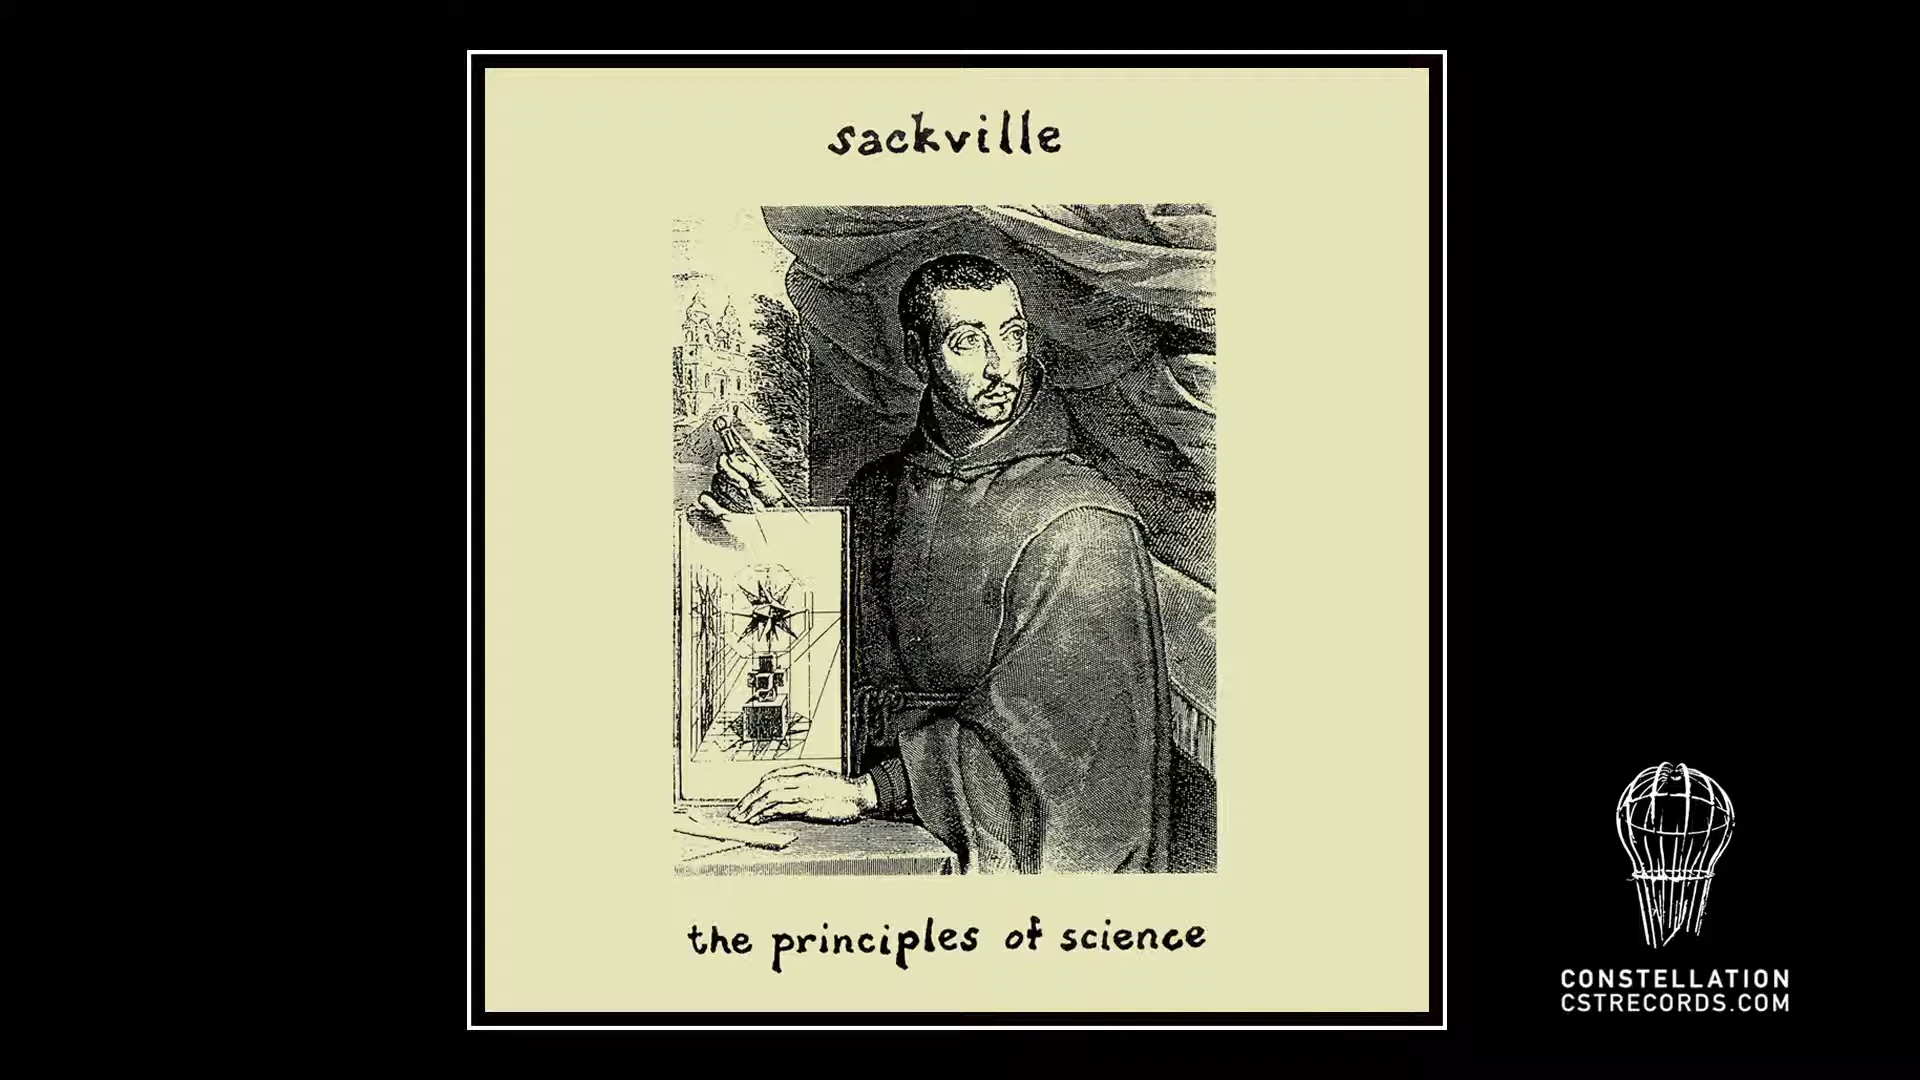 sackville
the principles of science
CONSTELLATION
CSTRECORDS.COM